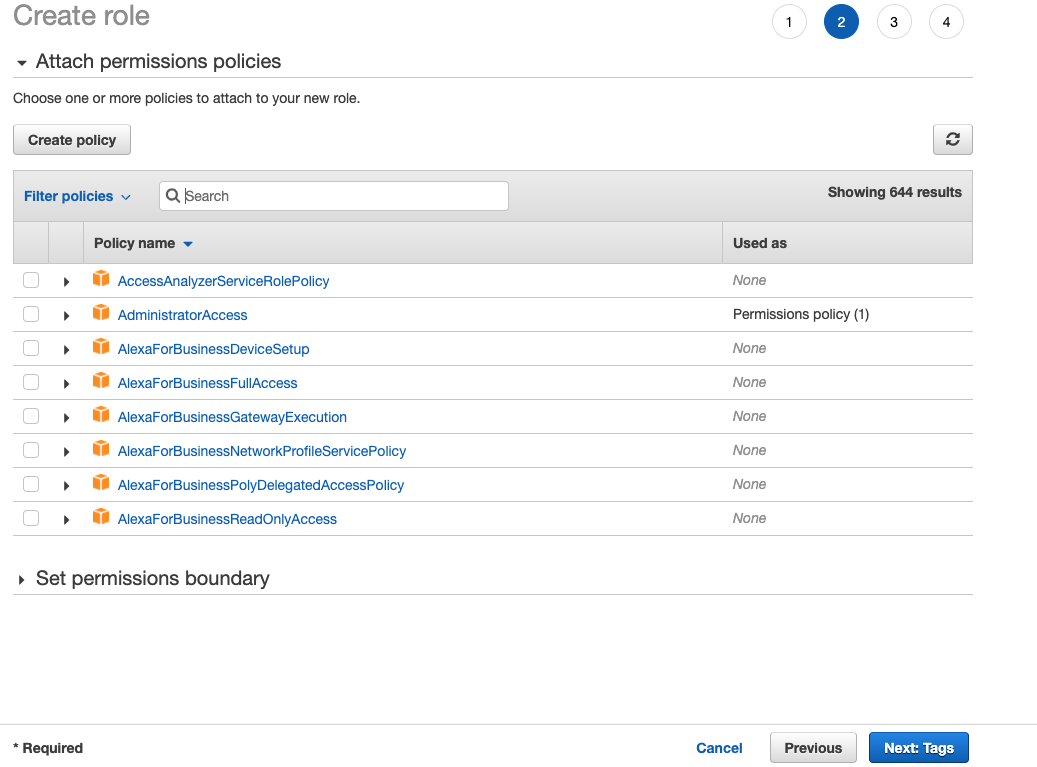 Create role
1 2 3 4
Attach permissions policies
Choose one or more policies to attach to your new role.
Create policy
Filter policies Search Showing 644 results
Policy name Used as
AccessAnalyzerServiceRolePolicy None
AdministratorAccess Permissions policy (1)
AlexaForBusinessDeviceSetup None
AlexaForBusinessFullAccess None
AlexaForBusinessGatewayExecution None
AlexaForBusinessNetworkProfileServicePolicy None
AlexaForBusinessPolyDelegatedAccessPolicy None
AlexaForBusinessReadOnlyAccess None
Set permissions boundary
* Required Cancel Previous Next: Tags